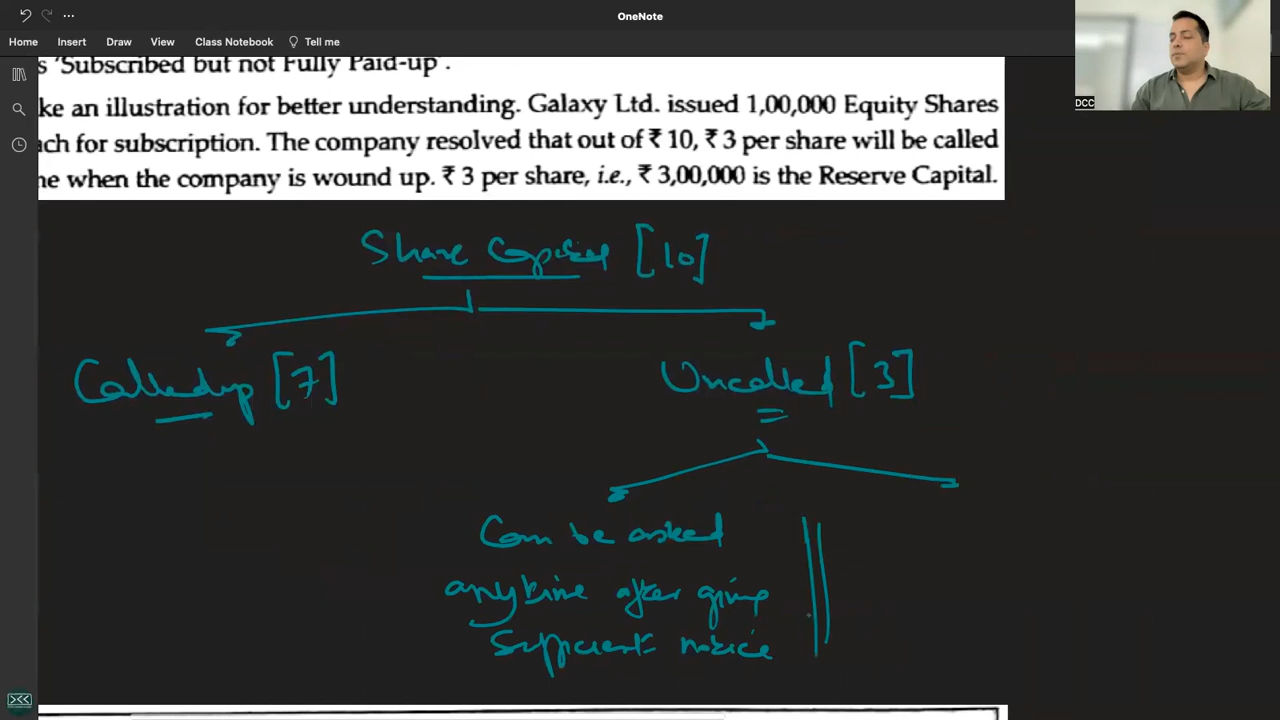 OneNote
Home Insert Draw View Class Notebook Tell me
DCC
s 'Subscribed but not Fully Paid-up'.
ke an illustration for better understanding. Galaxy Ltd. issued 1,00,000 Equity Shares
ach for subscription. The company resolved that out of ₹ 10, ₹ 3 per share will be called
ne when the company is wound up. ₹ 3 per share, i.e., ₹ 3,00,000 is the Reserve Capital.
Share Capital [10]
Calledup [7] Uncalled [3]
Can be asked
anytime after giving
Sufficient notice
DCC